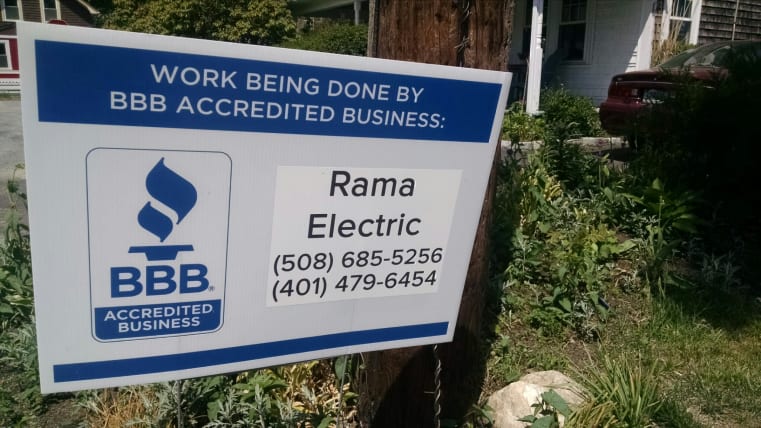 WORK BEING DONE BY
BBB ACCREDITED BUSINESS:
Rama
Electric
(508) 685-5256
(401) 479-6454
BBB®
ACCREDITED
BUSINESS